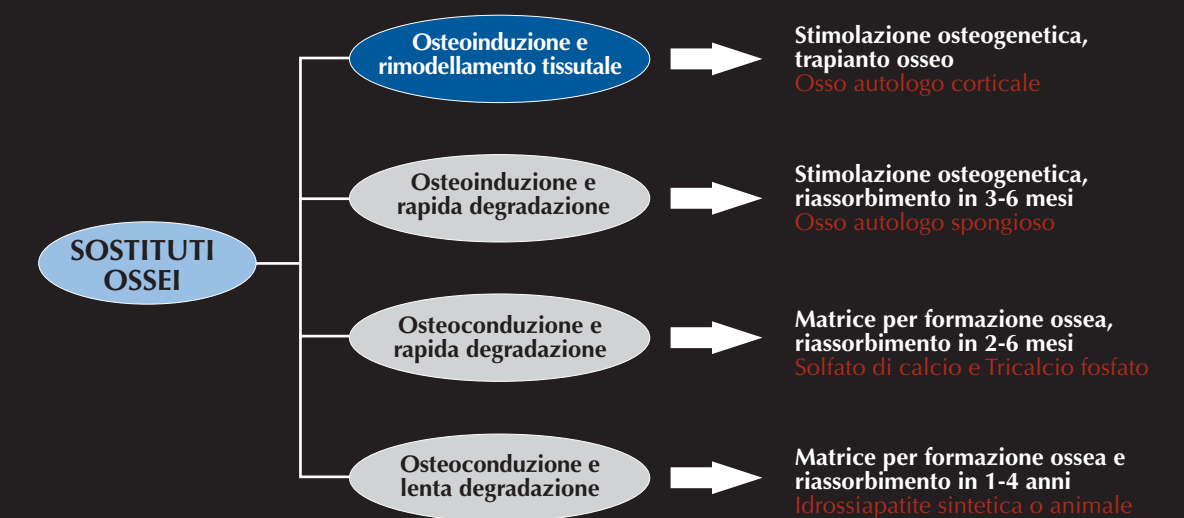 SOSTITUTI
OSSEI
Osteoinduzione e
rimodellamento tissutale
Stimolazione osteogenetica,
trapianto osseo
Osso autologo corticale
Osteoinduzione e
rapida degradazione
Stimolazione osteogenetica,
riassorbimento in 3-6 mesi
Osso autologo spongioso
Osteoconduzione e
rapida degradazione
Matrice per formazione ossea,
riassorbimento in 2-6 mesi
Solfato di calcio e Tricalcio fosfato
Osteoconduzione e
lenta degradazione
Matrice per formazione ossea e
riassorbimento in 1-4 anni
Idrossiapatite sintetica o animale